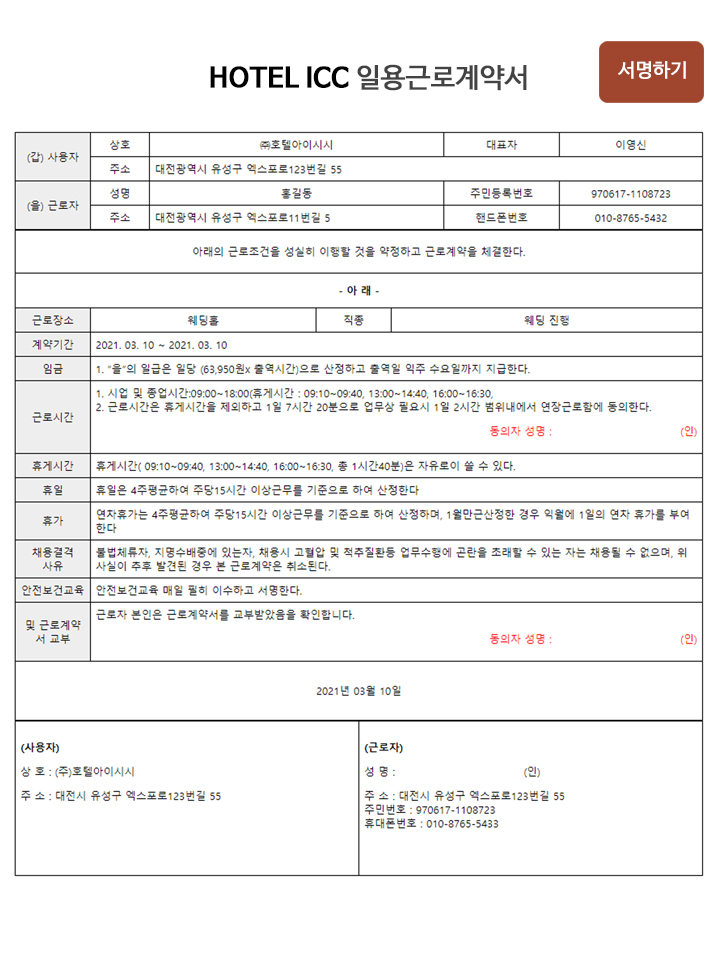 HOTEL ICC 일용근로계약서
서명하기
(갑) 사용자 상호 ㈜호텔아이시시 대표자 이영신
주소 대전광역시 유성구 엑스포로123번길 55
(을) 근로자 성명 홍길동 주민등록번호 970617-1108723
주소 대전광역시 유성구 엑스포로11번길 5 핸드폰번호 010-8765-5432
아래의 근로조건을 성실히 이행할 것을 약정하고 근로계약을 체결한다.
- 아 래 -
근로장소 웨딩홀 직종 웨딩 진행
계약기간 2021. 03. 10 ~ 2021. 03. 10
임금 1. "을"의 일급은 일당 (63,950원x 출역시간)으로 산정하고 출역일 익주 수요일까지 지급한다.
근로시간 1. 시업 및 종업시간:09:00~18:00(휴게시간 : 09:10~09:40, 13:00~14:40, 16:00~16:30,
2. 근로시간은 휴게시간을 제외하고 1일 7시간 20분으로 업무상 필요시 1일 2시간 범위내에서 연장근로함에 동의한다.
동의자 성명 : (인)
휴게시간 휴게시간( 09:10~09:40, 13:00~14:40, 16:00~16:30, 총 1시간40분)은 자유로이 쓸 수 있다.
휴일 휴일은 4주평균하여 주당15시간 이상근무를 기준으로 하여 산정한다
휴가 연차휴가는 4주평균하여 주당15시간 이상근무를 기준으로 하여 산정하며, 1월만근산정한 경우 익월에 1일의 연차 휴가를 부여
한다
채용결격 불법체류자, 지명수배중에 있는자, 채용시 고혈압 및 척추질환등 업무수행에 곤란을 초래할 수 있는 자는 채용될 수 없으며, 위
사유 사실이 추후 발견된 경우 본 근로계약은 취소된다.
안전보건교육 안전보건교육 매일 필히 이수하고 서명한다.
및 근로계약 근로자 본인은 근로계약서를 교부받았음을 확인합니다.
서 교부 동의자 성명 : (인)
2021년 03월 10일
(사용자)
상 호 : (주)호텔아이시시
주 소 : 대전시 유성구 엑스포로123번길 55
(근로자)
성 명 : (인)
주 소 : 대전시 유성구 엑스포로123번길 55
주민번호 : 970617-1108723
휴대폰번호 : 010-8765-5433